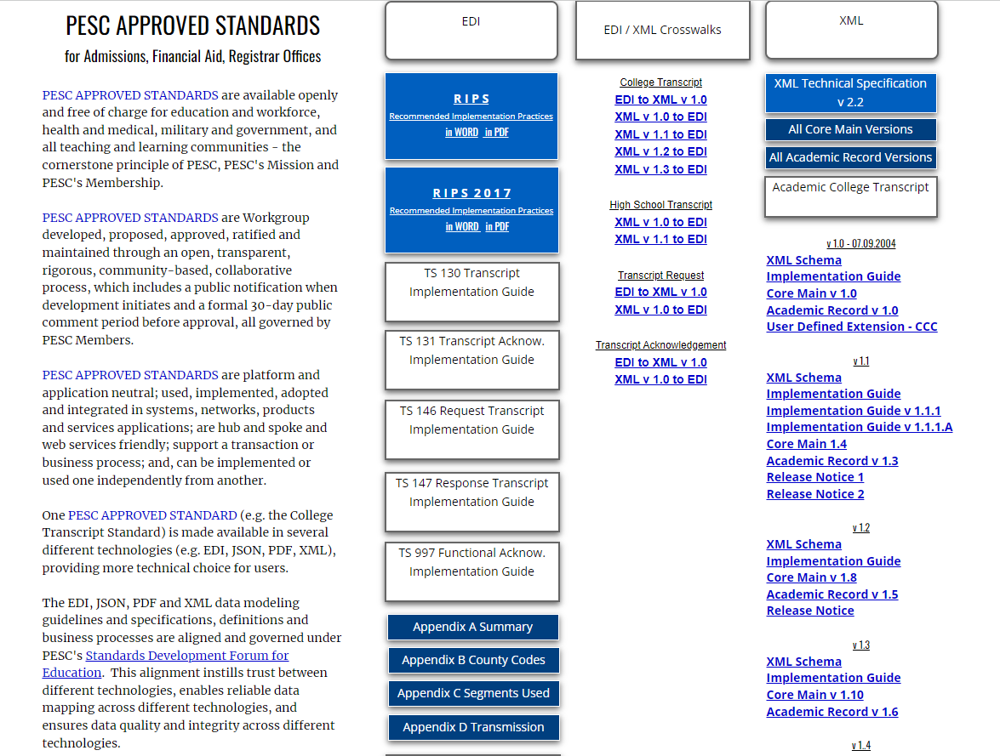 PESC APPROVED STANDARDS
for Admissions, Financial Aid, Registrar Offices
PESC APPROVED STANDARDS are available openly
and free of charge for education and workforce,
health and medical, military and government, and
all teaching and learning communities - the
cornerstone principle of PESC, PESC's Mission and
PESC's Membership.
PESC APPROVED STANDARDS are Workgroup
developed, proposed, approved, ratified and
maintained through an open, transparent,
rigorous, community-based, collaborative
process, which includes a public notification when
development initiates and a formal 30-day public
comment period before approval, all governed by
PESC Members.
PESC APPROVED STANDARDS are platform and
application neutral; used, implemented, adopted
and integrated in systems, networks, products
and services applications; are hub and spoke and
web services friendly; support a transaction or
business process; and, can be implemented or
used one independently from another.
One PESC APPROVED STANDARD (e.g. the College
Transcript Standard) is made available in several
different technologies (e.g. EDI, JSON, PDF, XML),
providing more technical choice for users.
The EDI, JSON, PDF and XML data modeling
guidelines and specifications, definitions and
business processes are aligned and governed under
PESC's Standards Development Forum for
Education.  This alignment instills trust between
different technologies, enables reliable data
mapping across different technologies, and
ensures data quality and integrity across different
technologies.
EDI
R I P S
Recommended Implementation Practices
in WORD  in PDF
R I P S 2 0 1 7
Recommended Implementation Practices
in WORD  in PDF
TS 130 Transcript
Implementation Guide
TS 131 Transcript Acknow.
Implementation Guide
TS 146 Request Transcript
Implementation Guide
TS 147 Response Transcript
Implementation Guide
TS 997 Functional Acknow.
Implementation Guide
Appendix A Summary
Appendix B County Codes
Appendix C Segments Used
Appendix D Transmission
EDI / XML Crosswalks
College Transcript
EDI to XML v 1.0
XML v 1.0 to EDI
XML v 1.1 to EDI
XML v 1.2 to EDI
XML v 1.3 to EDI
High School Transcript
XML v 1.0 to EDI
XML v 1.1 to EDI
Transcript Request
EDI to XML v 1.0
XML v 1.0 to EDI
Transcript Acknowledgement
EDI to XML v 1.0
XML v 1.0 to EDI
XML
XML Technical Specification
v 2.2
All Core Main Versions
All Academic Record Versions
Academic College Transcript
v 1.0 - 07.09.2004
XML Schema
Implementation Guide
Core Main v 1.0
Academic Record v 1.0
User Defined Extension - CCC
v 1.1
XML Schema
Implementation Guide
Implementation Guide v 1.1.1
Implementation Guide v 1.1.1.A
Core Main 1.4
Academic Record v 1.3
Release Notice 1
Release Notice 2
v 1.2
XML Schema
Implementation Guide
Core Main v 1.8
Academic Record v 1.5
Release Notice
v 1.3
XML Schema
Implementation Guide
Core Main v 1.10
Academic Record v 1.6
v 1..4